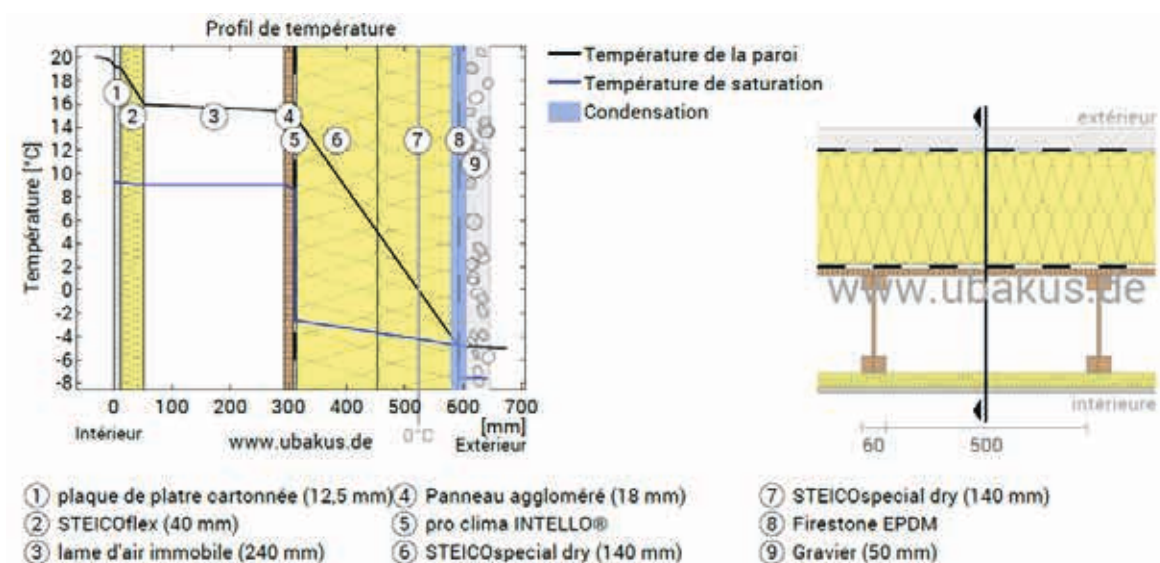 Profil de température
Température [°C]
20
18
16
14
12
10
8
6
4
2
0
-2
-4
-6
-8
1
2
3
4
5
6
7
8
9
0 100 200 300 400 500 600 700
[mm]
0°C
Intérieur
www.ubakus.de
Extérieur
Température de la paroi
Température de saturation
Condensation
extérieur
www.ubakus.de
intérieure
60 500
1 plaque de platre cartonnée (12,5 mm)
2 STEICOflex (40 mm)
3 lame d'air immobile (240 mm)
4 Panneau aggloméré (18 mm)
5 pro clima INTELLO®
6 STEICOspecial dry (140 mm)
7 STEICOspecial dry (140 mm)
8 Firestone EPDM
9 Gravier (50 mm)